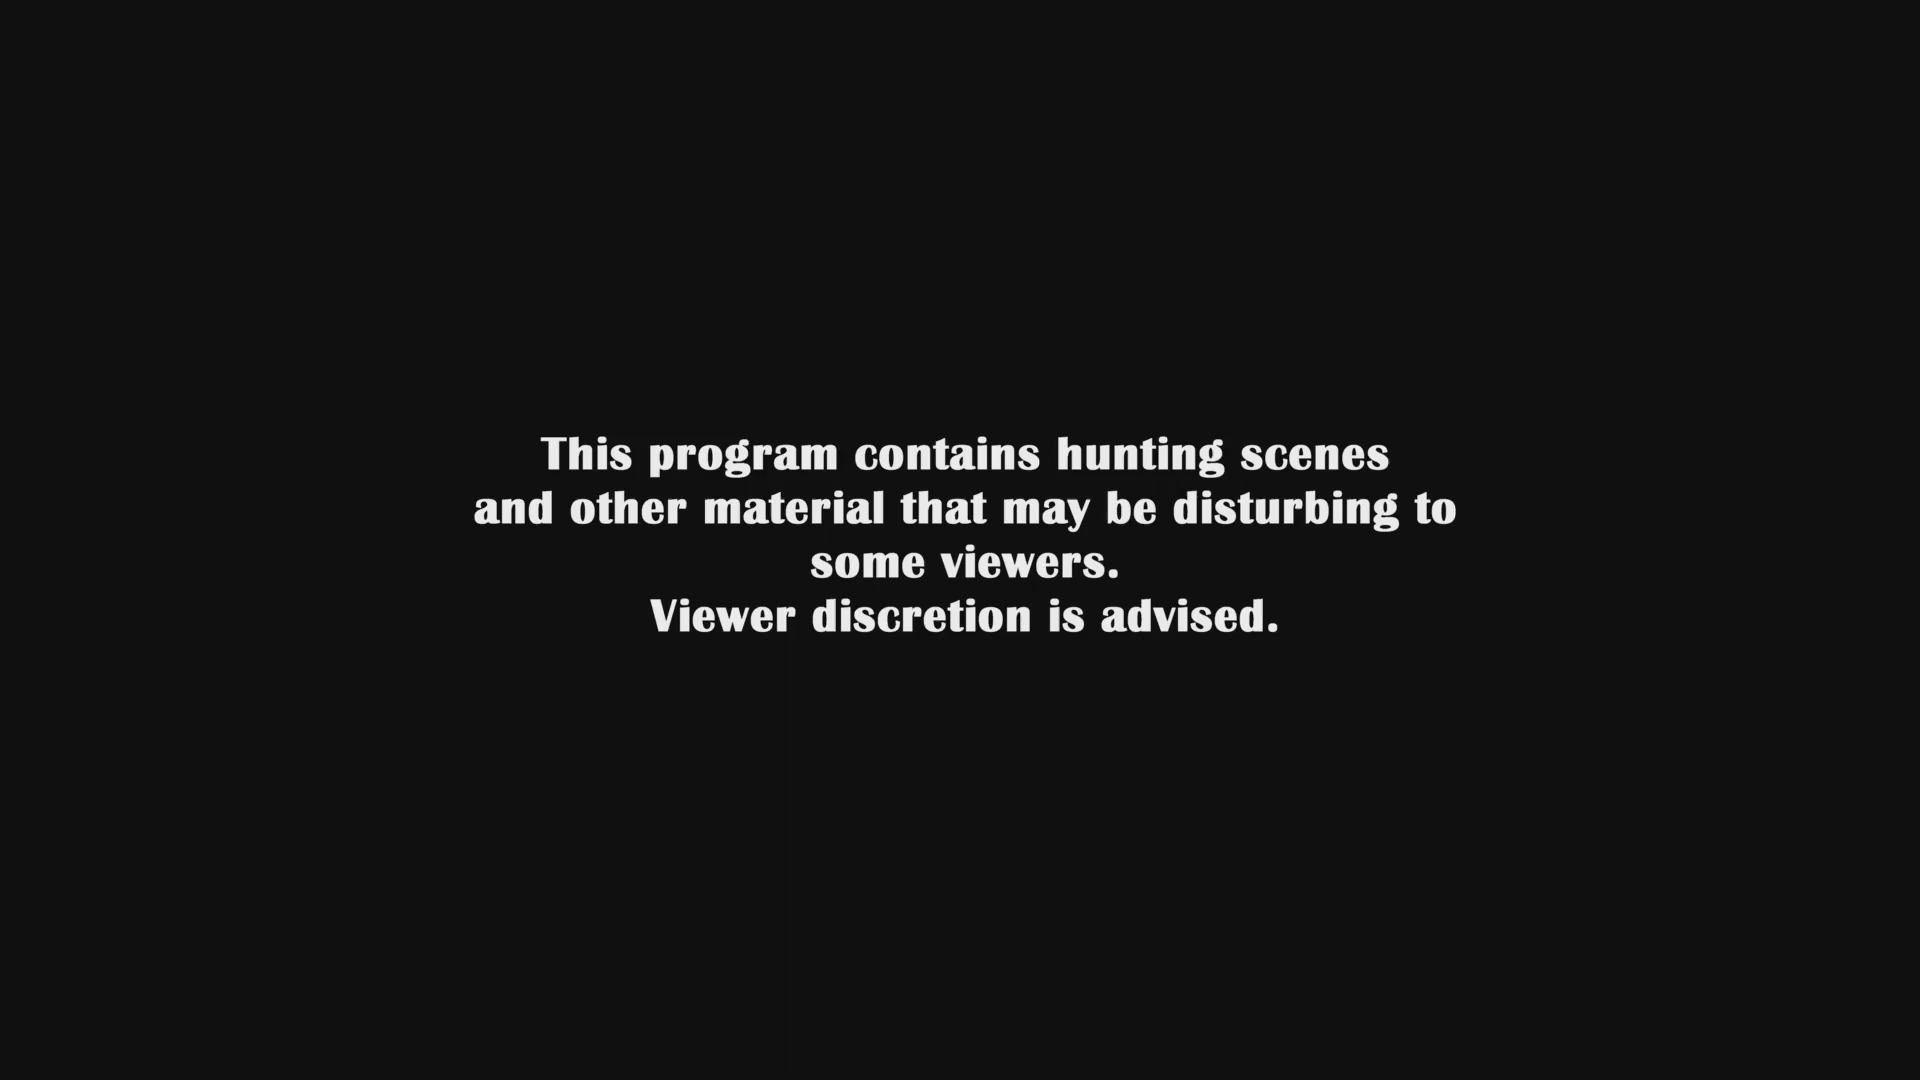 This program contains hunting scenes
and other material that may be disturbing to
some viewers.
Viewer discretion is advised.